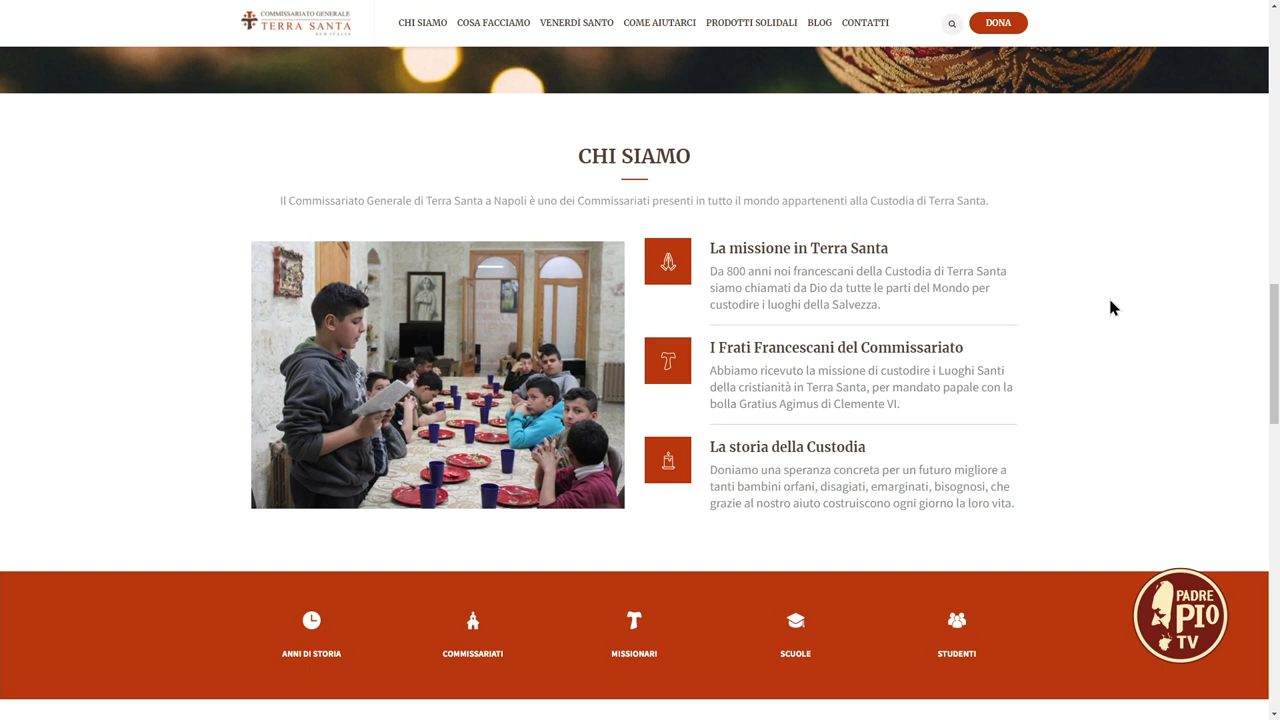 COMMISSARIATO GENERALE
TERRA SANTA
SUD ITALIA
CHI SIAMO COSA FACCIAMO VENERDÌ SANTO COME AIUTARCI PRODOTTI SOLIDALI BLOG CONTATTI
DONA
CHI SIAMO
Il Commissariato Generale di Terra Santa a Napoli è uno dei Commissariati presenti in tutto il mondo appartenenti alla Custodia di Terra Santa.
La missione in Terra Santa
Da 800 anni noi francescani della Custodia di Terra Santa
siamo chiamati da Dio da tutte le parti del Mondo per
custodire i luoghi della Salvezza.
I Frati Francescani del Commissariato
Abbiamo ricevuto la missione di custodire i Luoghi Santi
della cristianità in Terra Santa, per mandato papale con la
bolla Gratius Agimus di Clemente VI.
La storia della Custodia
Doniamo una speranza concreta per un futuro migliore a
tanti bambini orfani, disagiati, emarginati, bisognosi, che
grazie al nostro aiuto costruiscono ogni giorno la loro vita.
ANNI DI STORIA COMMISSARIATI MISSIONARI SCUOLE STUDENTI
PADRE
PIO
TV